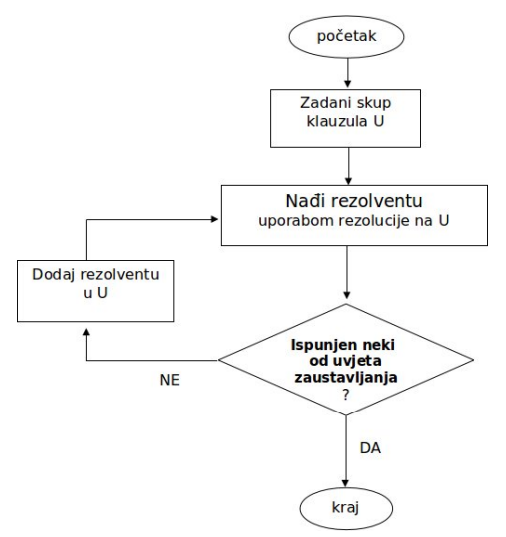 početak
Zadani skup
klauzula U
Nađi rezolventu
uporabom rezolucije na U
Dodaj rezolventu
u U
Ispunjen neki
od uvjeta
zaustavljanja
?
NE
DA
kraj